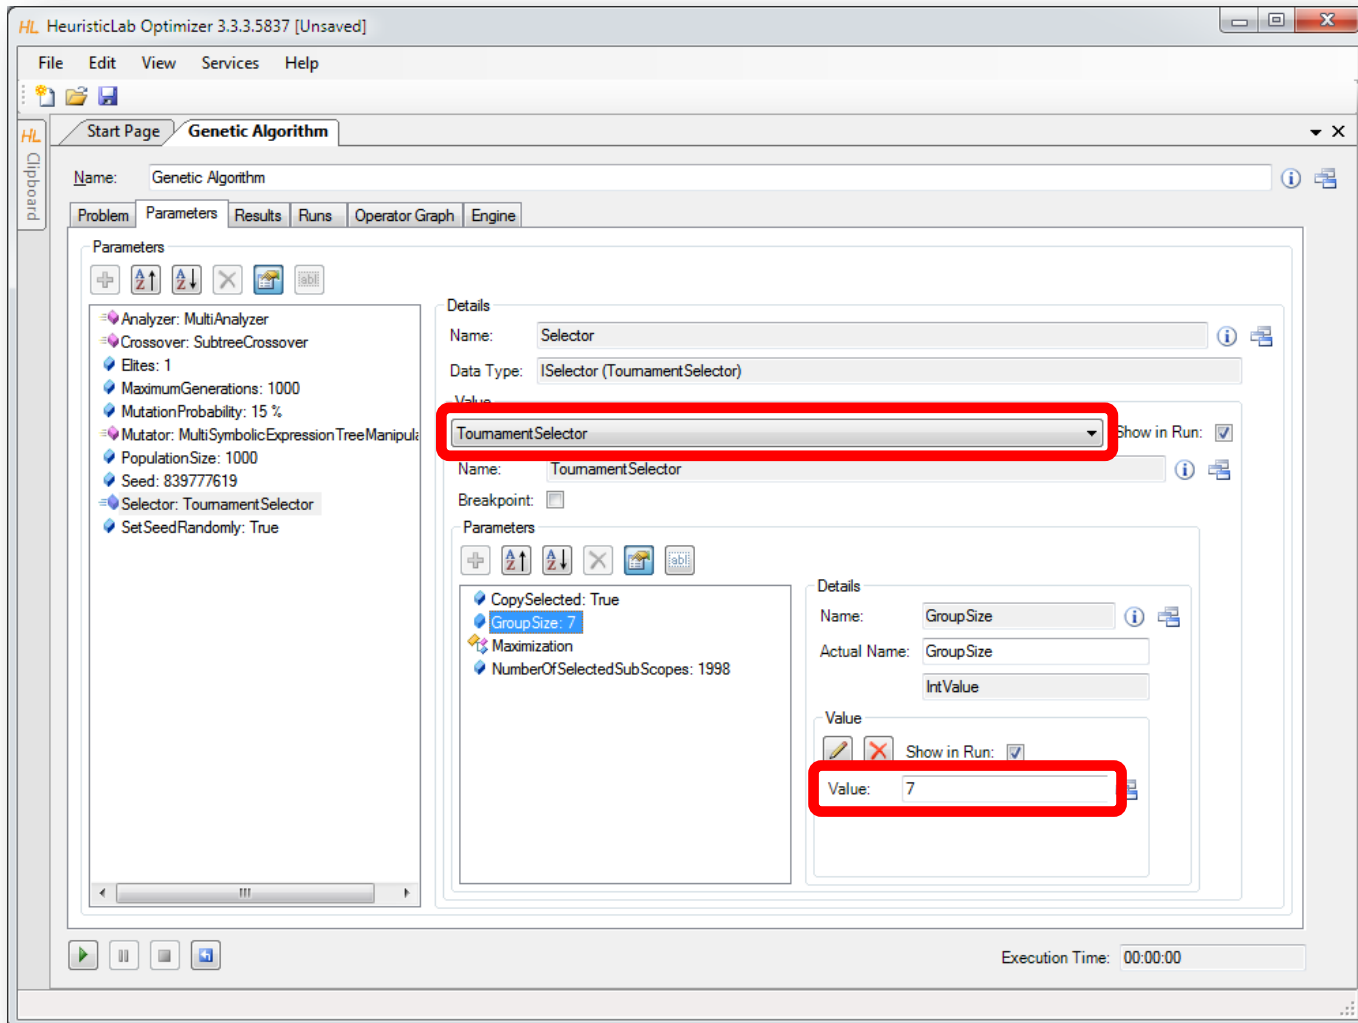 HL HeuristicLab Optimizer 3.3.3.5837 [Unsaved]
File Edit View Services Help
HL Clipboard
Start Page Genetic Algorithm
Name: Genetic Algorithm
Problem Parameters Results Runs Operator Graph Engine
Parameters
Analyzer: MultiAnalyzer
Crossover: SubtreeCrossover
Elites: 1
MaximumGenerations: 1000
MutationProbability: 15 %
Mutator: MultiSymbolicExpressionTreeManipula
PopulationSize: 1000
Seed: 839777619
Selector: TournamentSelector
SetSeedRandomly: True
Details
Name: Selector
Data Type: ISelector (TournamentSelector)
Value
TournamentSelector Show in Run:
Name: TournamentSelector
Breakpoint:
Parameters
CopySelected: True
GroupSize: 7
Maximization
NumberOfSelectedSubScopes: 1998
Details
Name: GroupSize
Actual Name: GroupSize
IntValue
Value
Show in Run:
Value: 7
Execution Time: 00:00:00